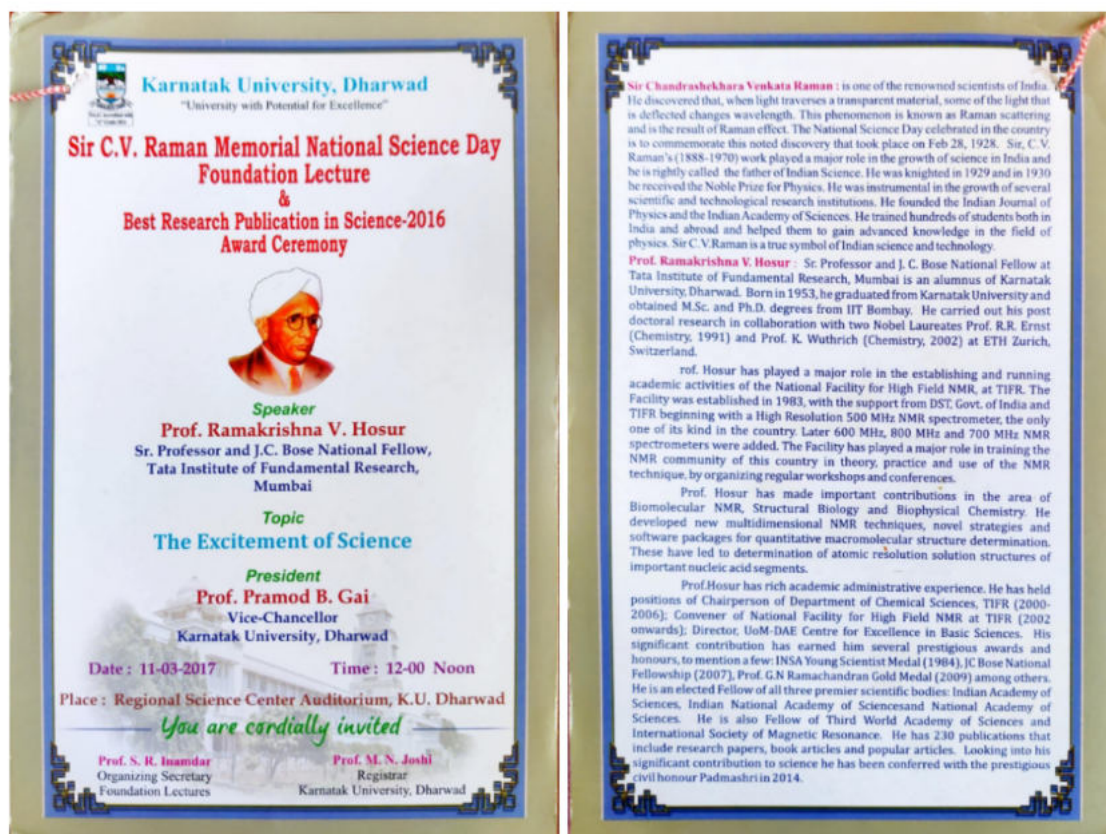 Karnatak University, Dharwad
"University with Potential for Excellence"
Sir C.V. Raman Memorial National Science Day
Foundation Lecture
&
Best Research Publication in Science-2016
Award Ceremony
Speaker
Prof. Ramakrishna V. Hosur
Sr. Professor and J.C. Bose National Fellow,
Tata Institute of Fundamental Research,
Mumbai
Topic
The Excitement of Science
President
Prof. Pramod B. Gai
Vice-Chancellor
Karnatak University, Dharwad
Date : 11-03-2017 Time : 12-00 Noon
Place : Regional Science Center Auditorium, K.U. Dharwad
You are cordially invited
Prof. S. R. Inamdar Prof. M. N. Joshi
Organizing Secretary Registrar
Foundation Lectures Karnatak University, Dharwad
Sir Chandrashekhara Venkata Raman : is one of the renowned scientists of India.
He discovered that, when light traverses a transparent material, some of the light that
is deflected changes wavelength. This phenomenon is known as Raman scattering
and is the result of Raman effect. The National Science Day celebrated in the country
is to commemorate this noted discovery that took place on Feb 28, 1928. Sir, C.V.
Raman's (1888-1970) work played a major role in the growth of science in India and
he is rightly called the father of Indian Science. He was knighted in 1929 and in 1930
he received the Noble Prize for Physics. He was instrumental in the growth of several
scientific and technological research institutions. He founded the Indian Journal of
Physics and the Indian Academy of Sciences. He trained hundreds of students both in
India and abroad and helped them to gain advanced knowledge in the field of
physics. Sir C.V.Raman is a true symbol of Indian science and technology.
Prof. Ramakrishna V. Hosur : Sr. Professor and J. C. Bose National Fellow at
Tata Institute of Fundamental Research, Mumbai is an alumnus of Karnatak
University, Dharwad. Born in 1953, he graduated from Karnatak University and
obtained M.Sc. and Ph.D. degrees from IIT Bombay. He carried out his post
doctoral research in collaboration with two Nobel Laureates Prof. R.R. Ernst
(Chemistry, 1991) and Prof. K. Wuthrich (Chemistry, 2002) at ETH Zurich,
Switzerland.
rof. Hosur has played a major role in the establishing and running
academic activities of the National Facility for High Field NMR, at TIFR. The
Facility was established in 1983, with the support from DST, Govt. of India and
TIFR beginning with a High Resolution 500 MHz NMR spectrometer, the only
one of its kind in the country. Later 600 MHz, 800 MHz and 700 MHz NMR
spectrometers were added. The Facility has played a major role in training the
NMR community of this country in theory, practice and use of the NMR
technique, by organizing regular workshops and conferences.
Prof. Hosur has made important contributions in the area of
Biomolecular NMR, Structural Biology and Biophysical Chemistry. He
developed new multidimensional NMR techniques, novel strategies and
software packages for quantitative macromolecular structure determination.
These have led to determination of atomic resolution solution structures of
important nucleic acid segments.
Prof.Hosur has rich academic administrative experience. He has held
positions of Chairperson of Department of Chemical Sciences, TIFR (2000-
2006); Convener of National Facility for High Field NMR at TIFR (2002
onwards); Director, UoM-DAE Centre for Excellence in Basic Sciences. His
significant contribution has earned him several prestigious awards and
honours, to mention a few: INSA Young Scientist Medal (1984), JC Bose National
Fellowship (2007), Prof. G.N Ramachandran Gold Medal (2009) among others.
He is an elected Fellow of all three premier scientific bodies: Indian Academy of
Sciences, Indian National Academy of Sciencesand National Academy of
Sciences. He is also Fellow of Third World Academy of Sciences and
International Society of Magnetic Resonance. He has 230 publications that
include research papers, book articles and popular articles. Looking into his
significant contribution to science he has been conferred with the prestigious
civil honour Padmashri in 2014.